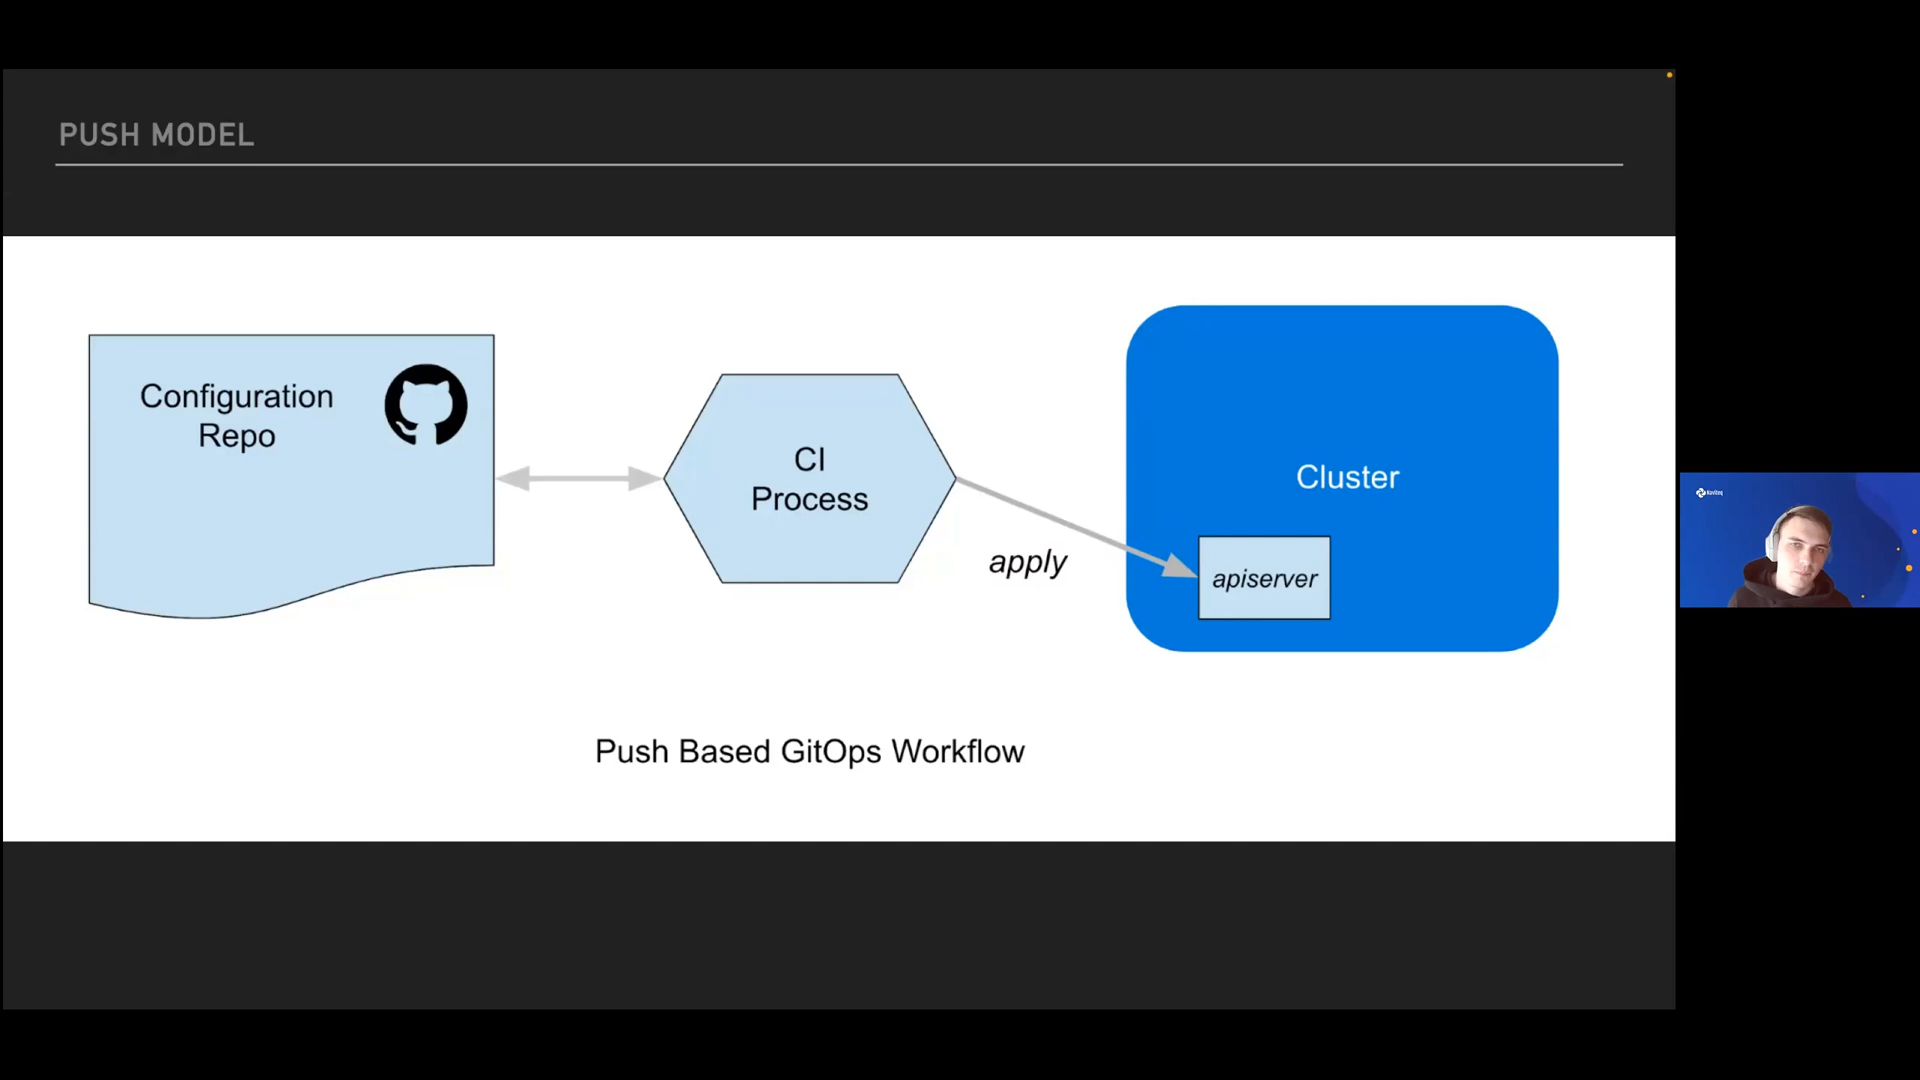 PUSH MODEL
Configuration
Repo
CI
Process
apply
Cluster
apiserver
Push Based GitOps Workflow